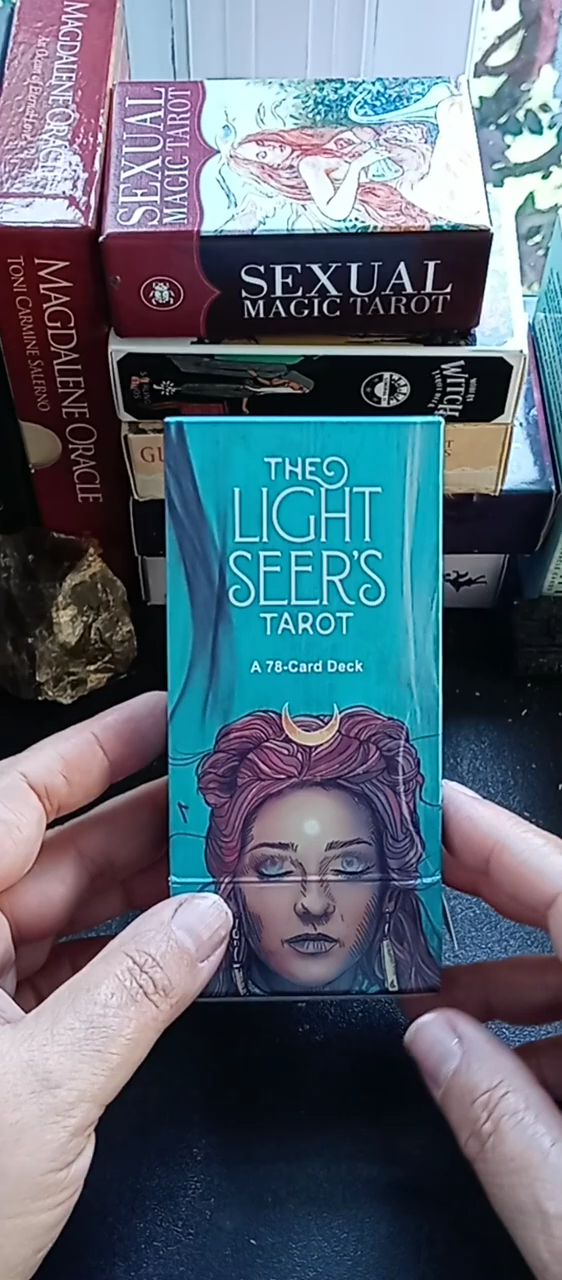 MAGDALENE ORACLE
MAGDALENE ORACLE
TONI CARMINE SALERNO
SEXUAL
MAGIC TAROT
SEXUAL
MAGIC TAROT
WITCH
GU
THE
LIGHT
SEER'S
TAROT
A 78-Card Deck